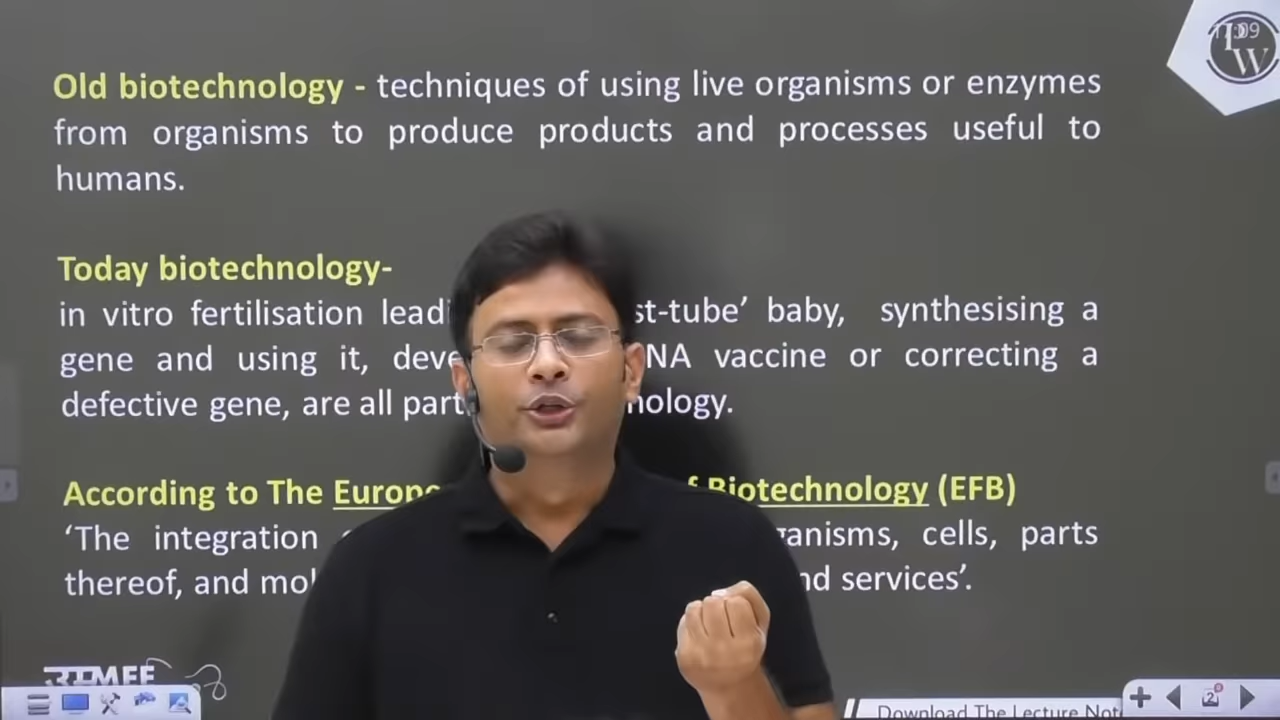 Old biotechnology - techniques of using live organisms or enzymes
from organisms to produce products and processes useful to
humans.
Today biotechnology-
in vitro fertilisation leadi st-tube’ baby, synthesising a
gene and using it, deve NA vaccine or correcting a
defective gene, are all part nology.
According to The Europe f Biotechnology (EFB)
‘The integration ganisms, cells, parts
thereof, and mol nd services’.
Download The Lecture Not